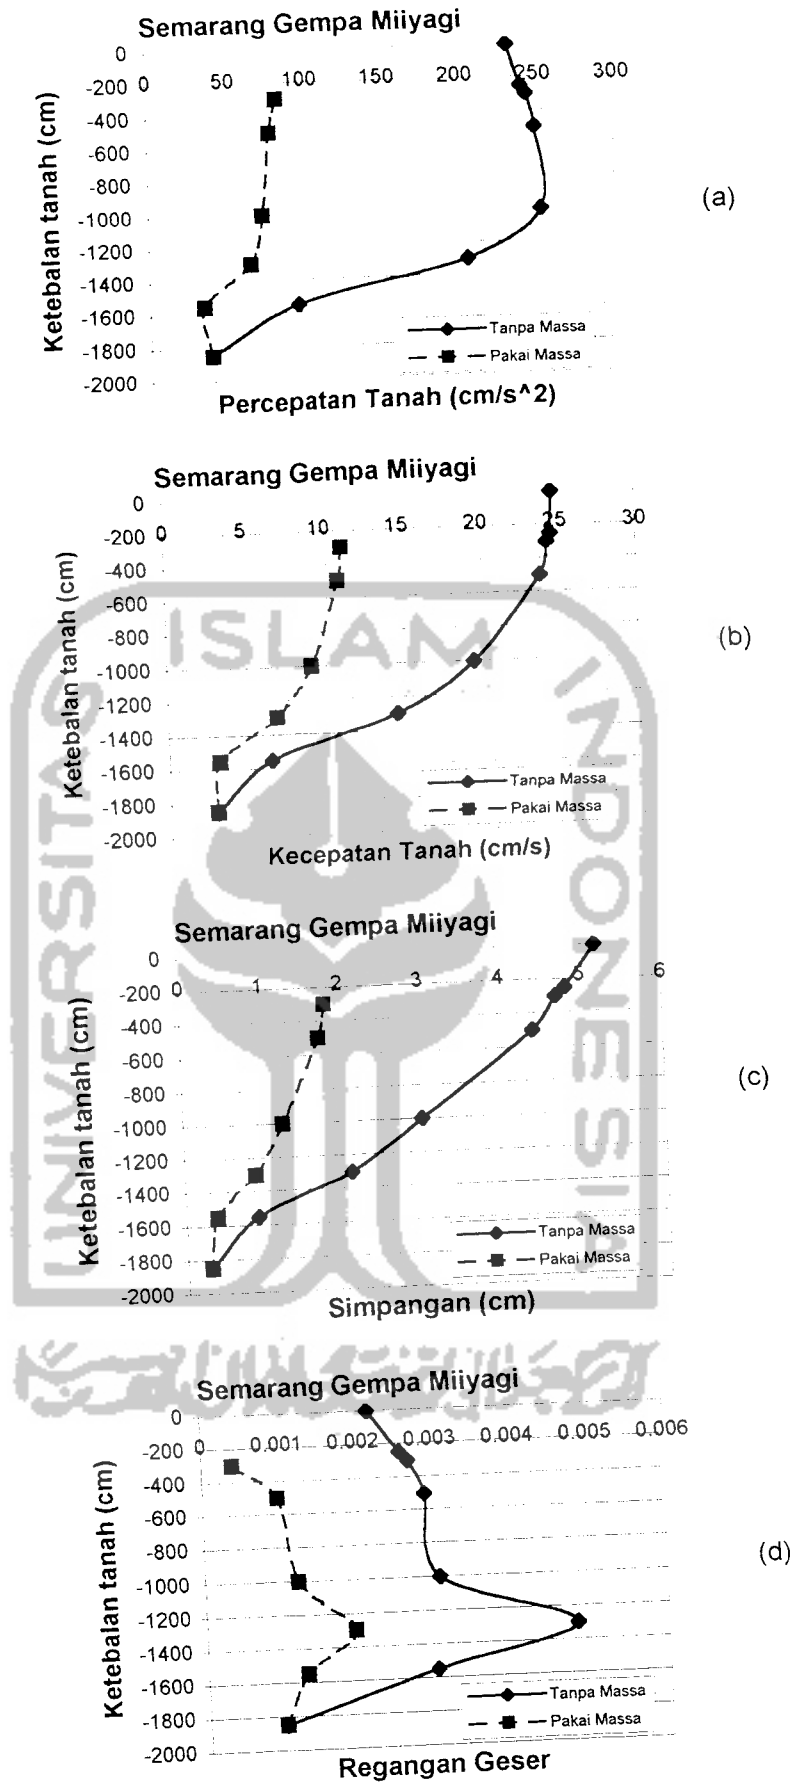 Semarang Gempa Miiyagi
0
-200
-400
-600
-800
-1000
-1200
-1400
-1600
-1800
-2000
0 50 100 150 200 250 300
Ketebalan tanah (cm)
Tanpa Massa
Pakai Massa
Percepatan Tanah (cm/s^2)
(a)
Semarang Gempa Miiyagi
0
-200
-400
-600
-800
-1000
-1200
-1400
-1600
-1800
-2000
0 5 10 15 20 25 30
Ketebalan tanah (cm)
Tanpa Massa
Pakai Massa
Kecepatan Tanah (cm/s)
(b)
Semarang Gempa Miiyagi
0
-200
-400
-600
-800
-1000
-1200
-1400
-1600
-1800
-2000
0 1 2 3 4 5 6
Ketebalan tanah (cm)
Tanpa Massa
Pakai Massa
Simpangan (cm)
(c)
Semarang Gempa Miiyagi
0
-200
-400
-600
-800
-1000
-1200
-1400
-1600
-1800
-2000
0 0.001 0.002 0.003 0.004 0.005 0.006
Ketebalan tanah (cm)
Tanpa Massa
Pakai Massa
Regangan Geser
(d)
UNIVERSITAS
ISLAM
INDONESIA